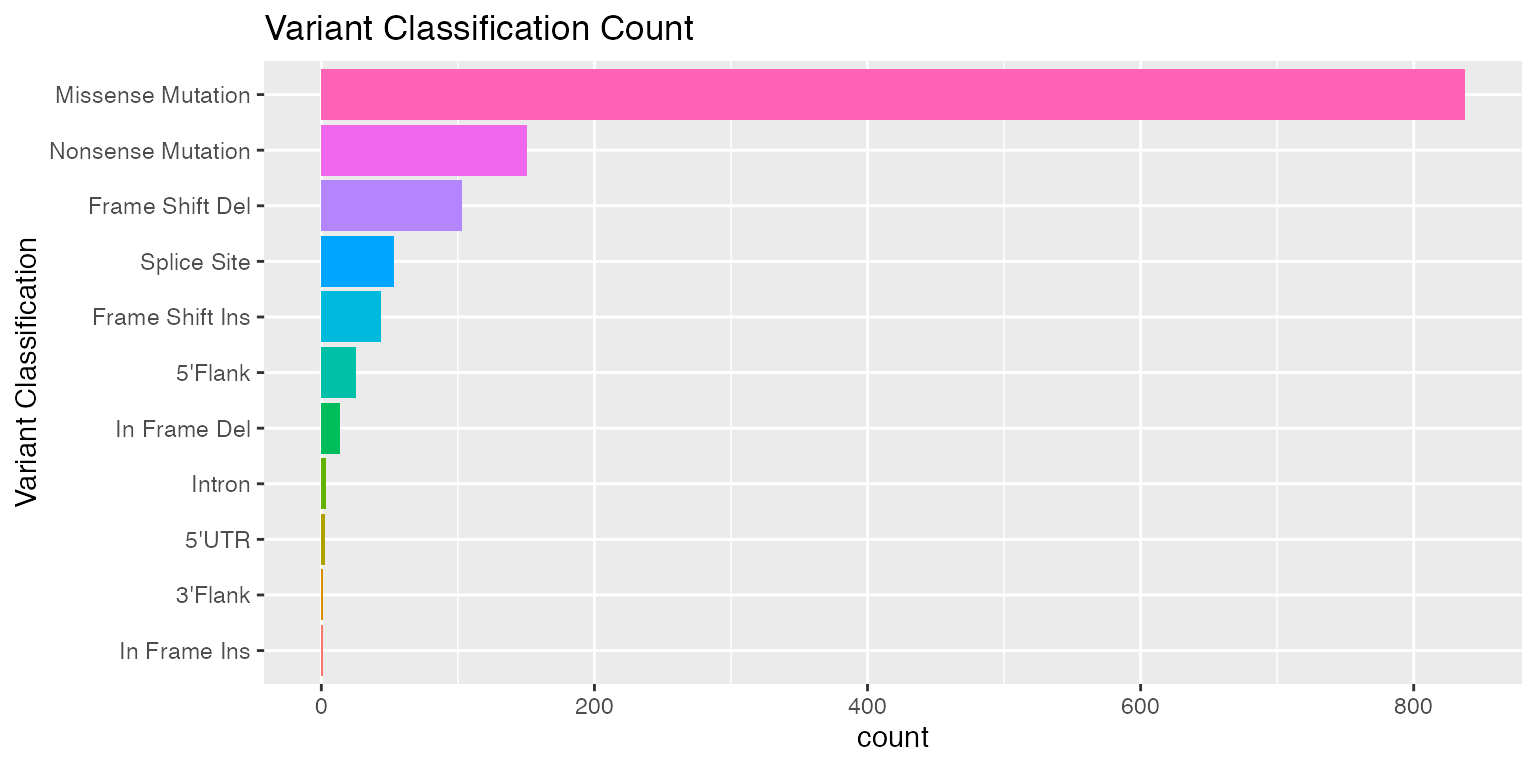 Variant Classification Count
Variant Classification
Missense Mutation
Nonsense Mutation
Frame Shift Del
Splice Site
Frame Shift Ins
5'Flank
In Frame Del
Intron
5'UTR
3'Flank
In Frame Ins
0 200 400 600 800
count